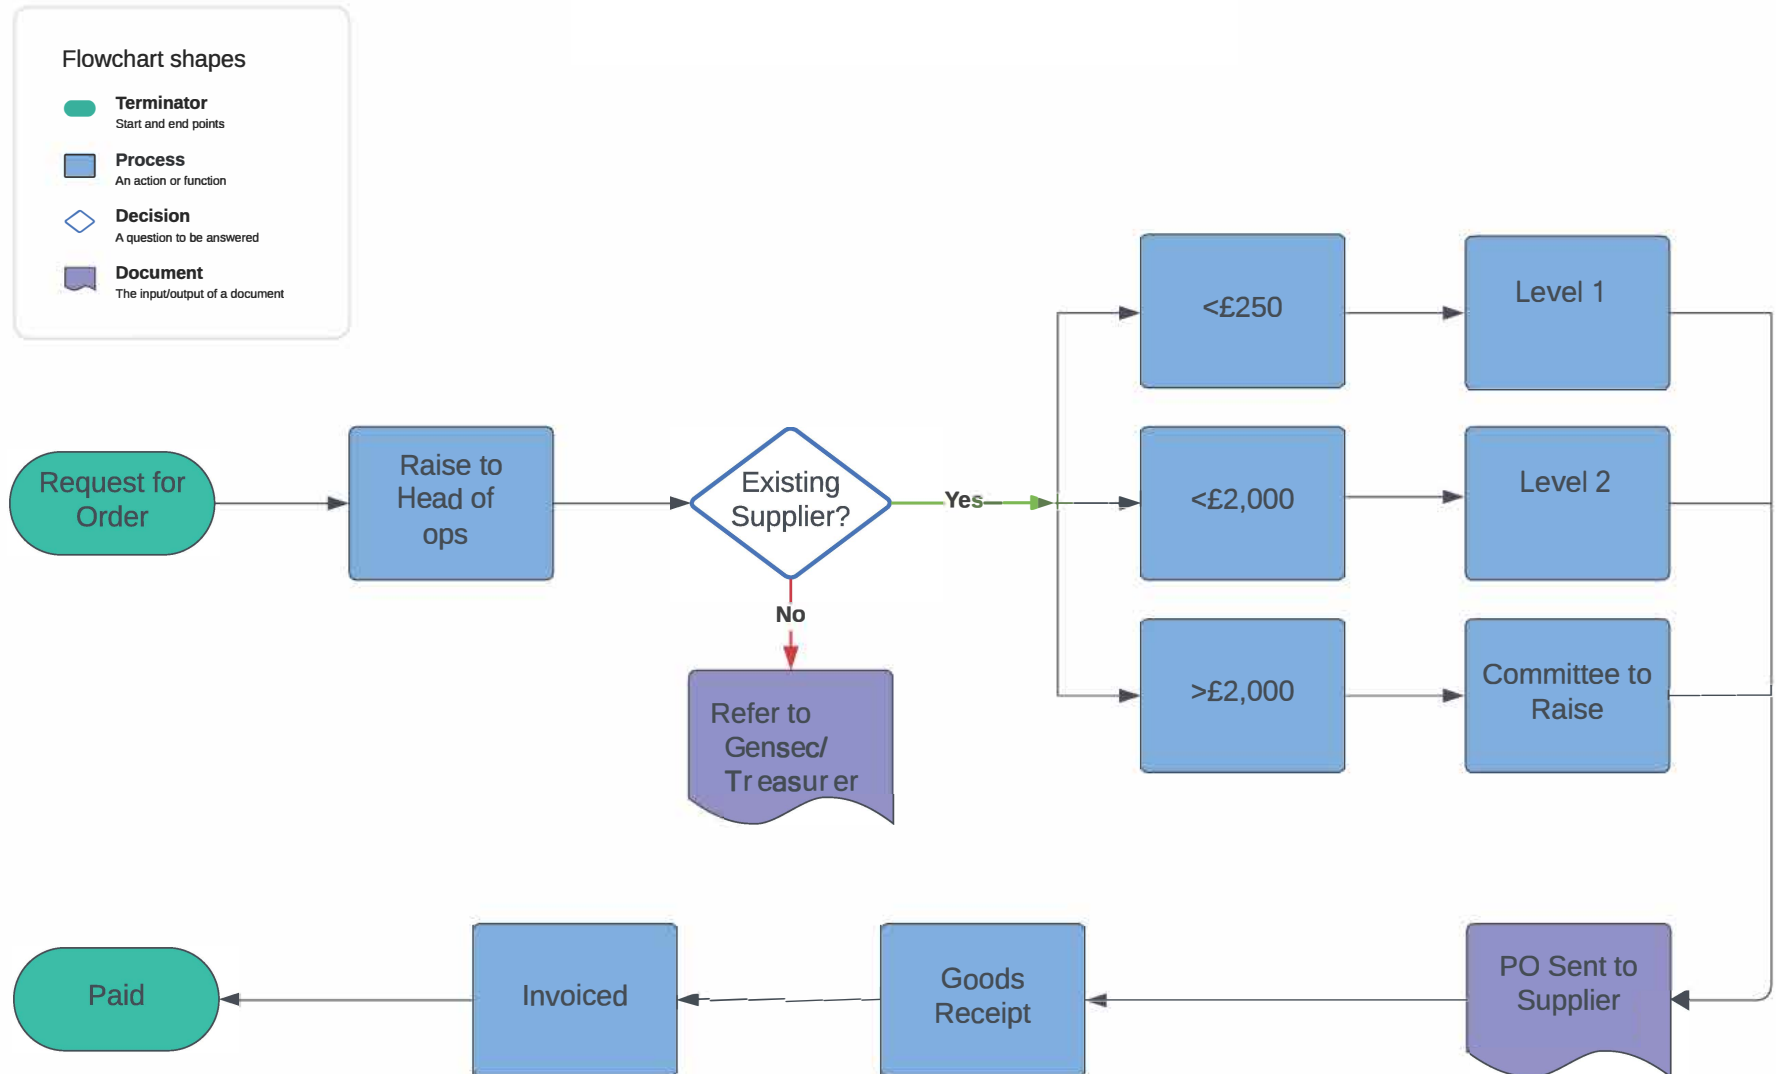 Flowchart shapes
Terminator
Start and end points
Process
An action or function
Decision
A question to be answered
Document
The input/output of a document
Request for
Order
Raise to
Head of
ops
Existing
Supplier?
Yes
No
Refer to
Gensec/
Treasurer
<£250
Level 1
<£2,000
Level 2
>£2,000
Committee to
Raise
PO Sent to
Supplier
Goods
Receipt
Invoiced
Paid